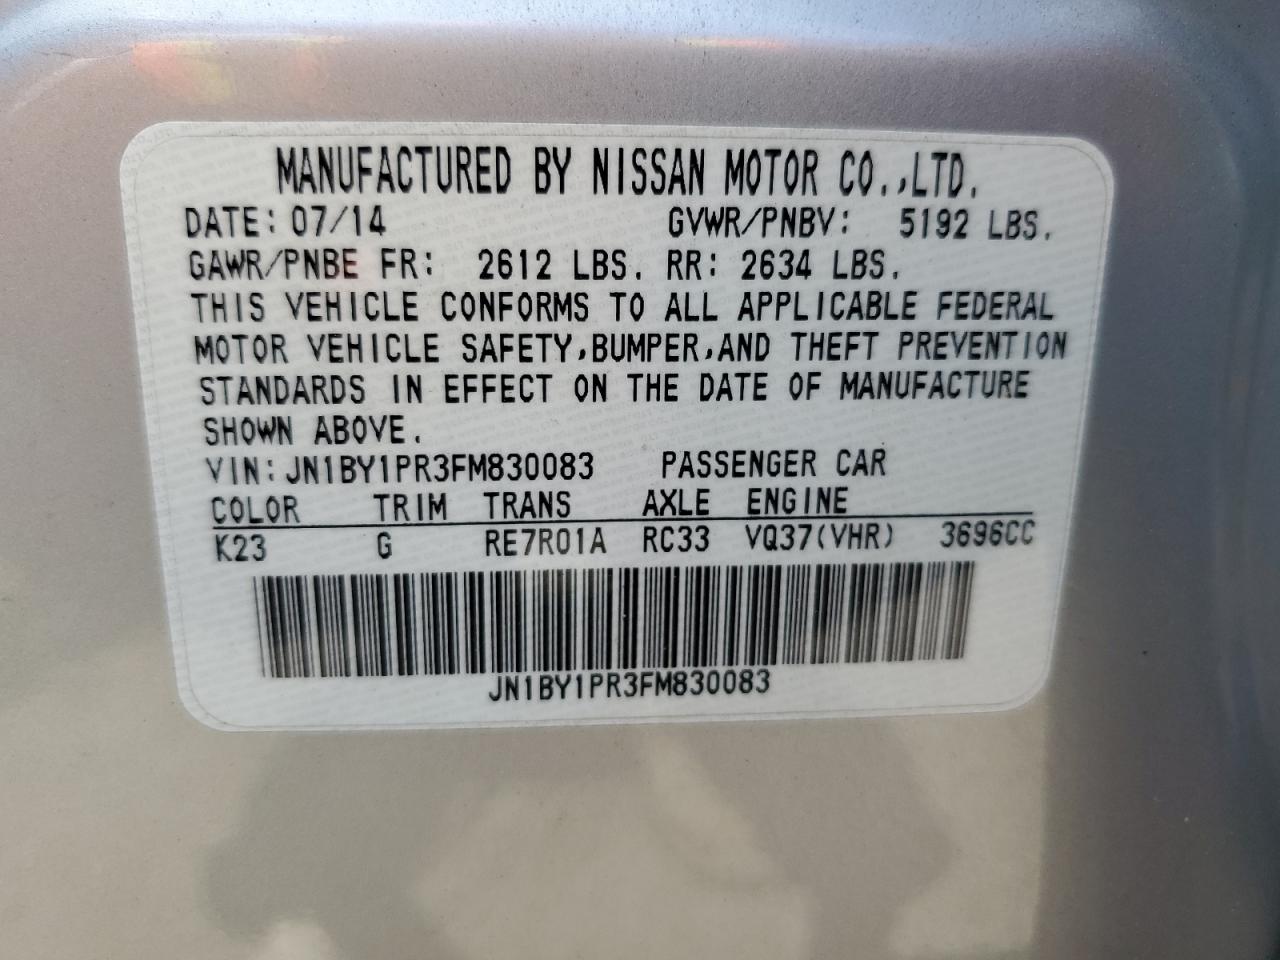 MANUFACTURED BY NISSAN MOTOR CO.,LTD.
DATE: 07/14 GVWR/PNBV: 5192 LBS.
GAWR/PNBE FR: 2612 LBS. RR: 2634 LBS.
THIS VEHICLE CONFORMS TO ALL APPLICABLE FEDERAL
MOTOR VEHICLE SAFETY,BUMPER,AND THEFT PREVENTION
STANDARDS IN EFFECT ON THE DATE OF MANUFACTURE
SHOWN ABOVE.
VIN: JN1BY1PR3FM830083 PASSENGER CAR
COLOR TRIM TRANS AXLE ENGINE
K23 G RE7R01A RC33 VQ37(VHR) 3696CC
JN1BY1PR3FM830083